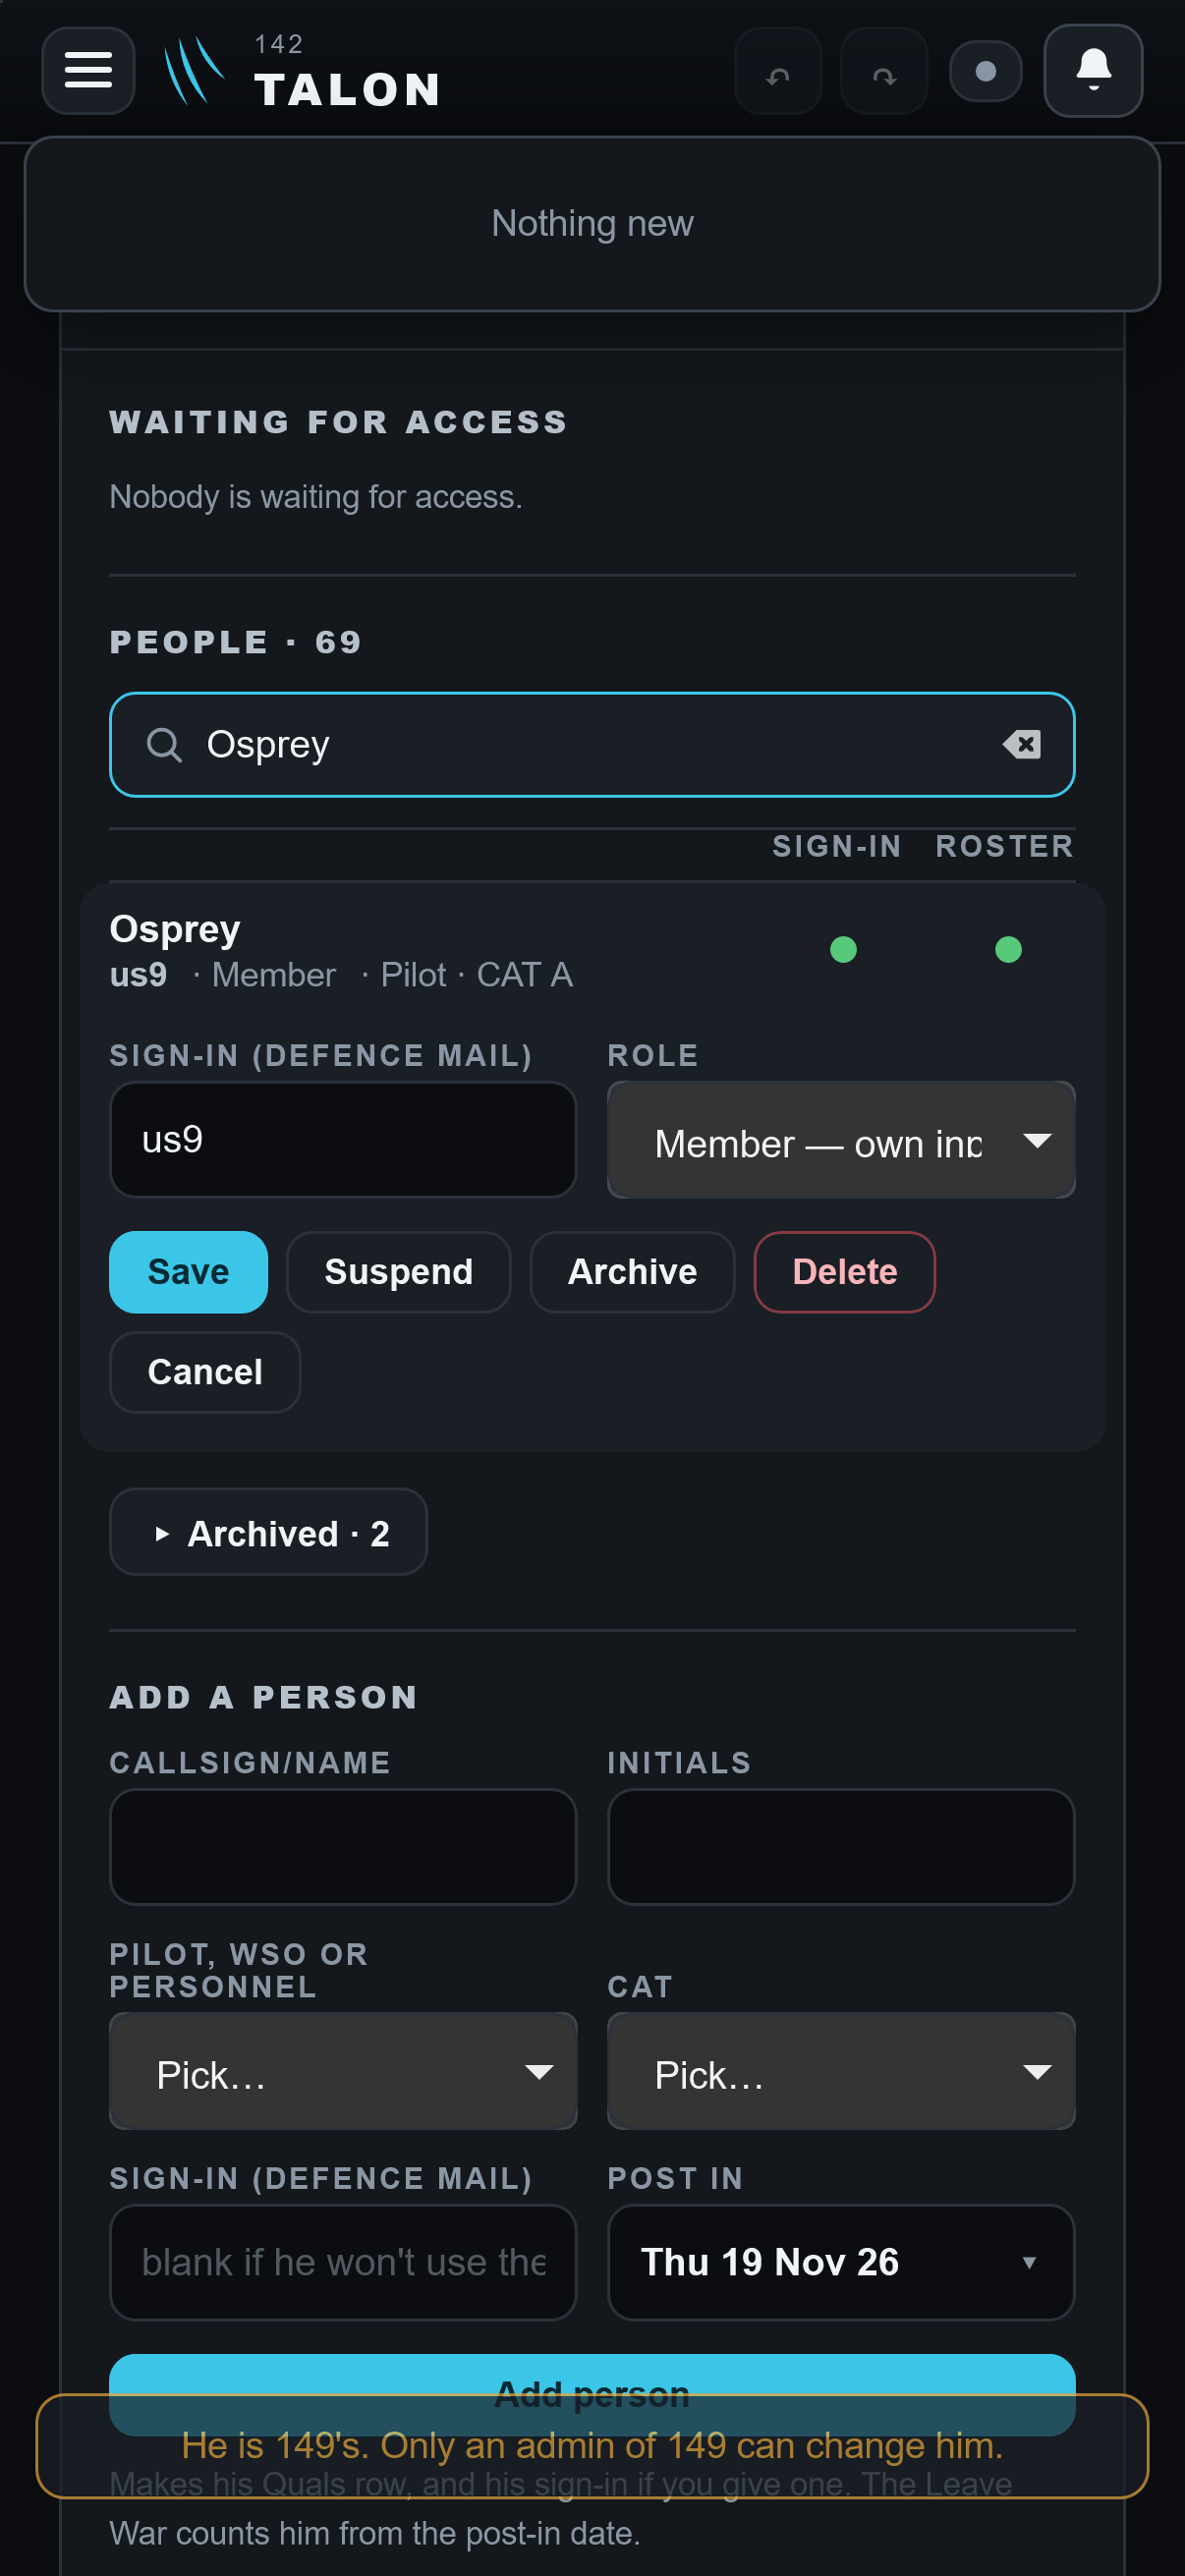 142
TALON
Nothing new
WAITING FOR ACCESS
Nobody is waiting for access.
PEOPLE · 69
Osprey
SIGN-IN ROSTER
Osprey
us9 · Member · Pilot · CAT A
SIGN-IN (DEFENCE MAIL) ROLE
us9 Member — own
Save Suspend Archive Delete
Cancel
Archived · 2
ADD A PERSON
CALLSIGN/NAME INITIALS
PILOT, WSO OR
PERSONNEL CAT
Pick… Pick…
SIGN-IN (DEFENCE MAIL) POST IN
blank if he won't use the Thu 19 Nov 26
Add person
He is 149's. Only an admin of 149 can change him.
Makes his Quals row, and his sign-in if you give one. The Leave
War counts him from the post-in date.